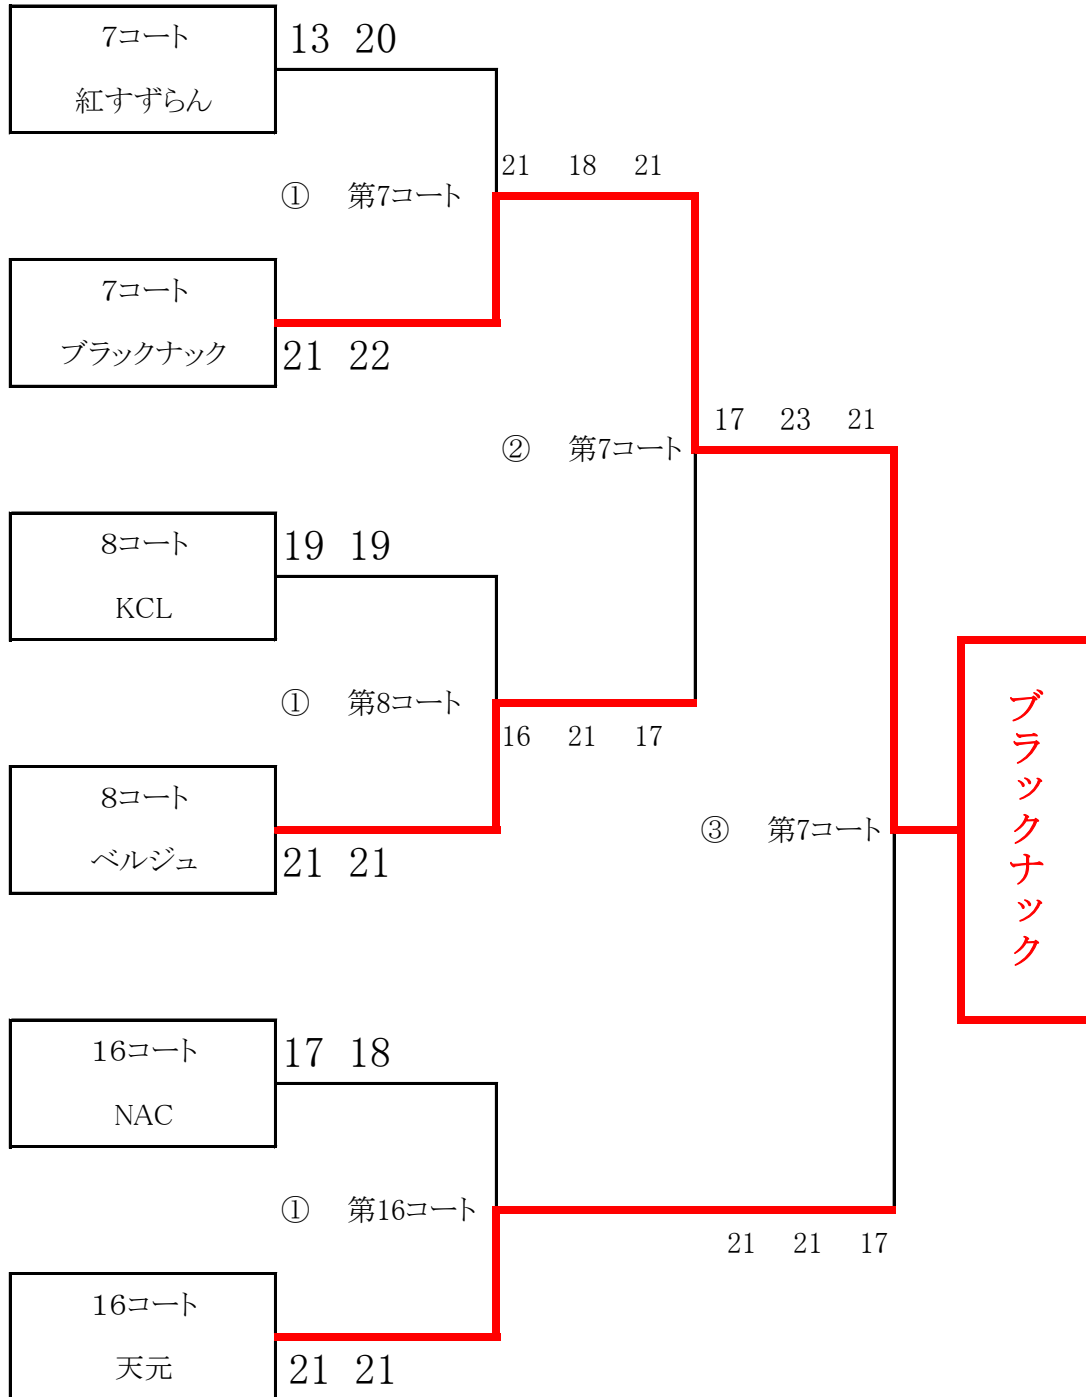 7コート
紅すずらん
13 20
① 第7コート
21 18 21
7コート
ブラックナック
21 22
② 第7コート
17 23 21
8コート
KCL
19 19
① 第8コート
16 21 17
8コート
ベルジュ
21 21
③ 第7コート
ブラックナック
16コート
NAC
17 18
① 第16コート
21 21 17
16コート
天元
21 21